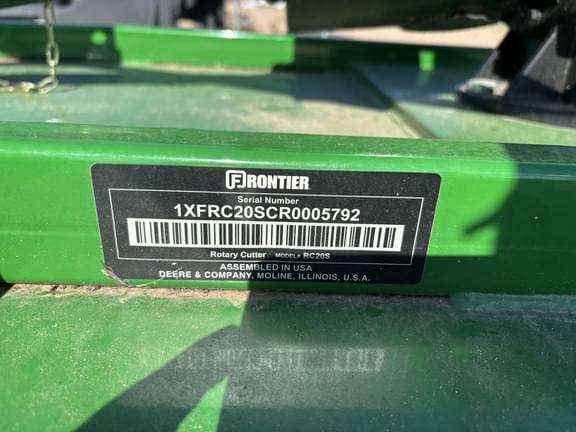 FRONTIER
Serial Number
1XFRC20SCR0005792
Rotary Cutter MODEL# RC20S
ASSEMBLED IN USA
DEERE & COMPANY, MOLINE, ILLINOIS, U.S.A.